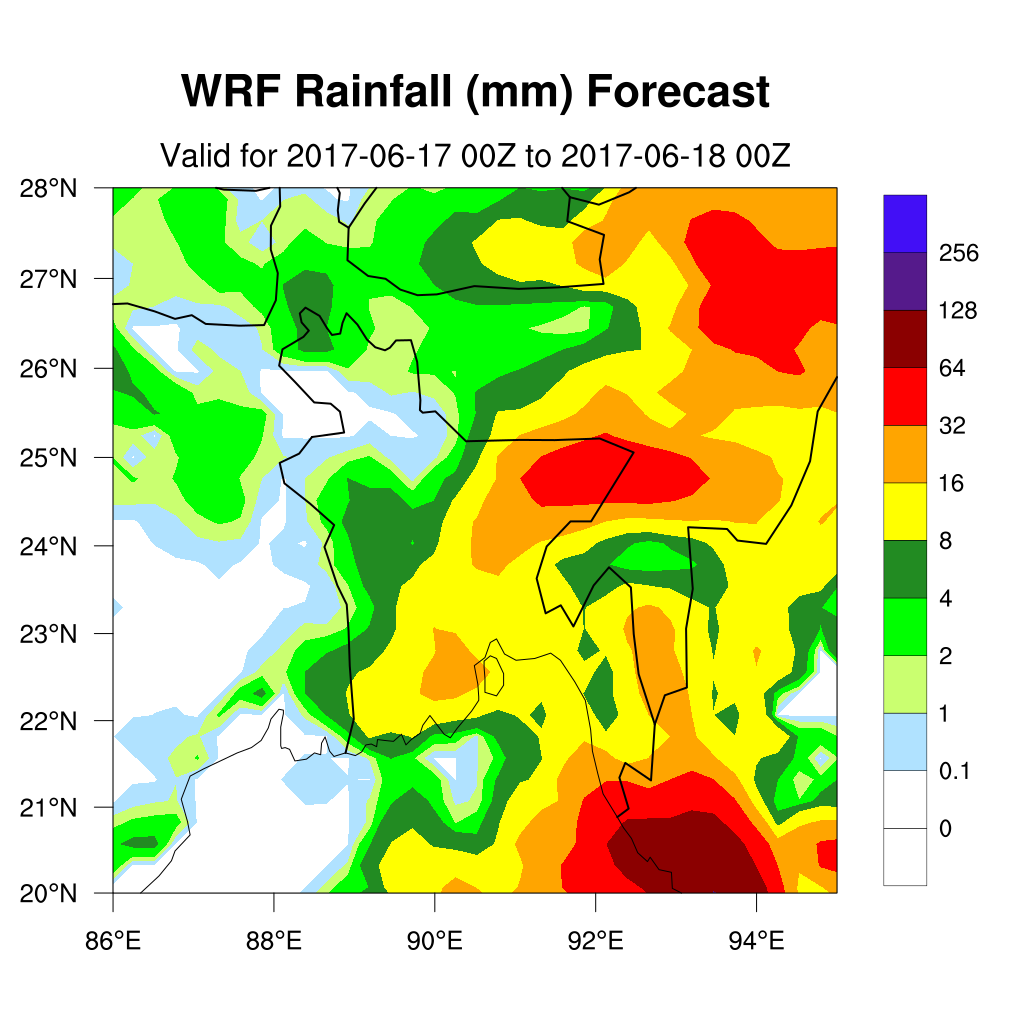 WRF Rainfall (mm) Forecast
Valid for 2017-06-17 00Z to 2017-06-18 00Z
28°N
27°N
26°N
25°N
24°N
23°N
22°N
21°N
20°N
86°E
88°E
90°E
92°E
94°E
256
128
64
32
16
8
4
2
1
0.1
0